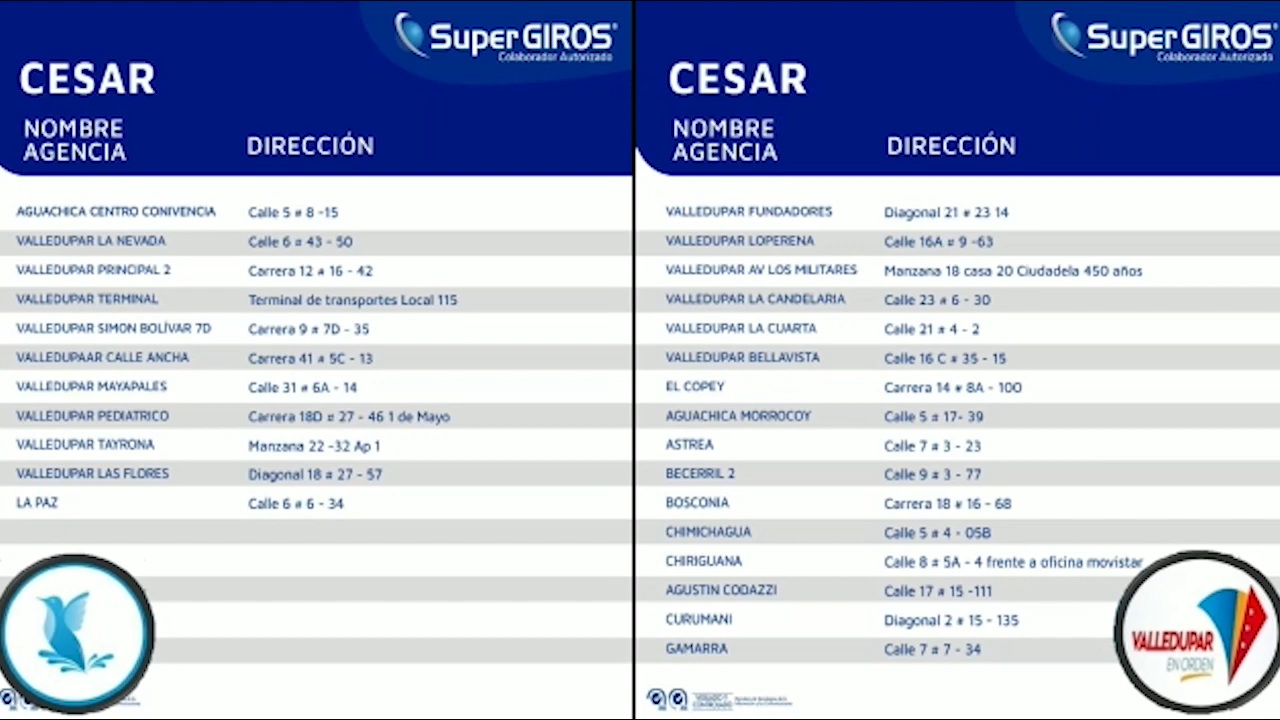 SuperGIROS
Colaborador Autorizado
CESAR
NOMBRE
AGENCIA
DIRECCIÓN
AGUACHICA CENTRO CONIVENCIA Calle 5 # 8 -15
VALLEDUPAR LA NEVADA Calle 6 # 43 - 50
VALLEDUPAR PRINCIPAL 2 Carrera 12 # 16 - 42
VALLEDUPAR TERMINAL Terminal de transportes Local 115
VALLEDUPAR SIMON BOLÍVAR 7D Carrera 9 # 7D - 35
VALLEDUPAAR CALLE ANCHA Carrera 41 # 5C - 13
VALLEDUPAR MAYAPALES Calle 31 # 6A - 14
VALLEDUPAR PEDIATRICO Carrera 18D # 27 - 46 1 de Mayo
VALLEDUPAR TAYRONA Manzana 22 -32 Ap 1
VALLEDUPAR LAS FLORES Diagonal 18 # 27 - 57
LA PAZ Calle 6 # 6 - 34
SuperGIROS
Colaborador Autorizado
CESAR
NOMBRE
AGENCIA
DIRECCIÓN
VALLEDUPAR FUNDADORES Diagonal 21 # 23 14
VALLEDUPAR LOPERENA Calle 16A # 9 -63
VALLEDUPAR AV LOS MILITARES Manzana 18 casa 20 Ciudadela 450 años
VALLEDUPAR LA CANDELARIA Calle 23 # 6 - 30
VALLEDUPAR LA CUARTA Calle 21 # 4 - 2
VALLEDUPAR BELLAVISTA Calle 16 C # 35 - 15
EL COPEY Carrera 14 # 8A - 100
AGUACHICA MORROCOY Calle 5 # 17- 39
ASTREA Calle 7 # 3 - 23
BECERRIL 2 Calle 9 # 3 - 77
BOSCONIA Carrera 18 # 16 - 68
CHIMICHAGUA Calle 5 # 4 - 05B
CHIRIGUANA Calle 8 # 5A - 4 frente a oficina movistar
AGUSTIN CODAZZI Calle 17 # 15 -111
CURUMANI Diagonal 2 # 15 - 135
GAMARRA Calle 7 # 7 - 34
VALLEDUPAR
EN ORDEN
VIGILADO Y
CONTROLADO